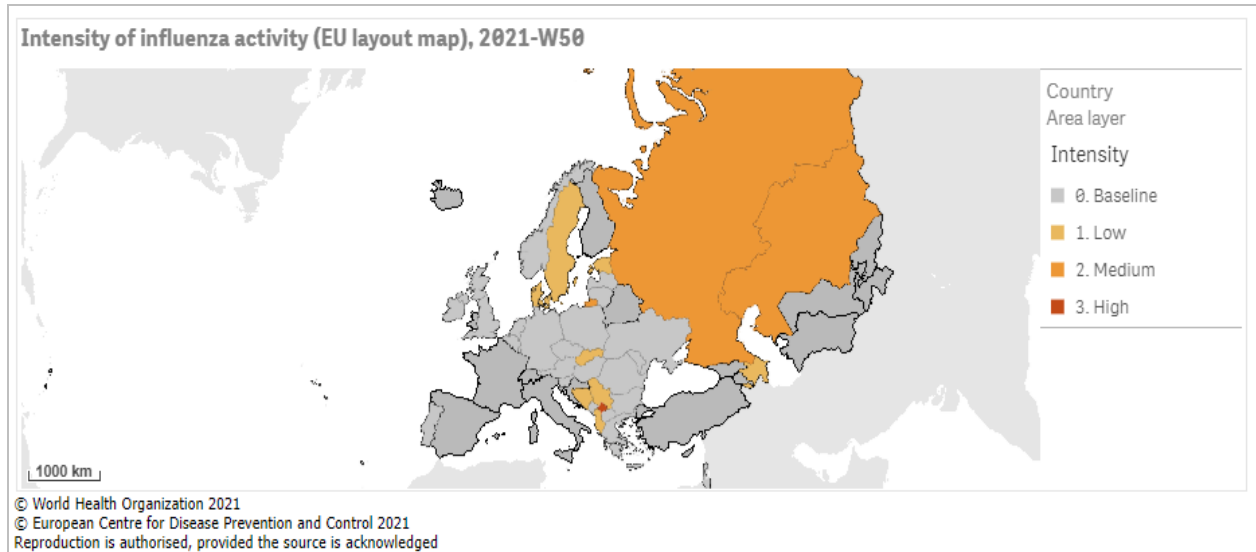 Intensity of influenza activity (EU layout map), 2021-W50
Country
Area layer
Intensity
0. Baseline
1. Low
2. Medium
3. High
1000 km
© World Health Organization 2021
© European Centre for Disease Prevention and Control 2021
Reproduction is authorised, provided the source is acknowledged